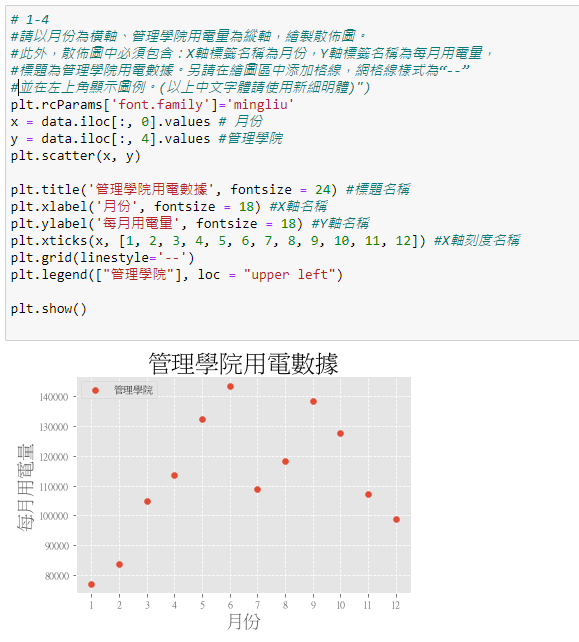 # 1-4
#請以月份為橫軸、管理學院用電量為縱軸，繪製散佈圖。
#此外，散佈圖中必須包含：X軸標籤名稱為月份，Y軸標籤名稱為每月用電量，
#標題為管理學院用電數據。另請在繪圖區中添加格線，網格線樣式為“--”
#並在左上角顯示圖例。(以上中文字體請使用新細明體)")
plt.rcParams['font.family']='mingliu'
x = data.iloc[:, 0].values # 月份
y = data.iloc[:, 4].values #管理學院
plt.scatter(x, y)
plt.title('管理學院用電數據', fontsize = 24) #標題名稱
plt.xlabel('月份', fontsize = 18) #X軸名稱
plt.ylabel('每月用電量', fontsize = 18) #Y軸名稱
plt.xticks(x, [1, 2, 3, 4, 5, 6, 7, 8, 9, 10, 11, 12]) #X軸刻度名稱
plt.grid(linestyle='--')
plt.legend(["管理學院"], loc = "upper left")
plt.show()
管理學院用電數據
管理學院
每月用電量
140000
130000
120000
110000
100000
90000
80000
1 2 3 4 5 6 7 8 9 10 11 12
月份